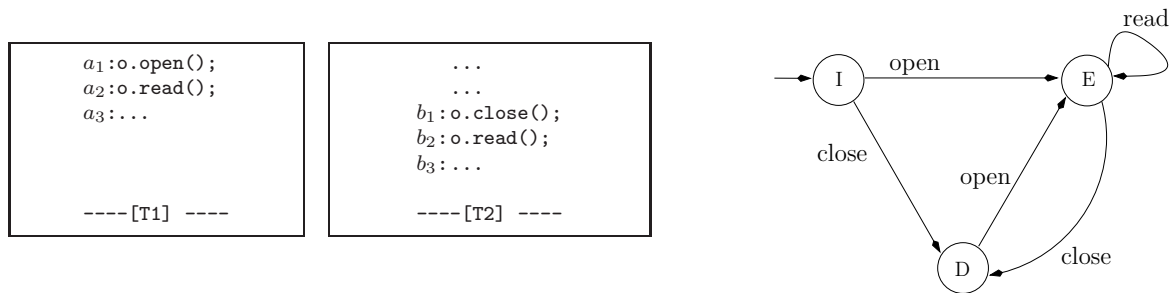 a₁:o.open();
a₂:o.read();
a₃:...
----[T1] ----
...
...
b₁:o.close();
b₂:o.read();
b₃:...
----[T2] ----
read
I
open
E
close
open
close
D